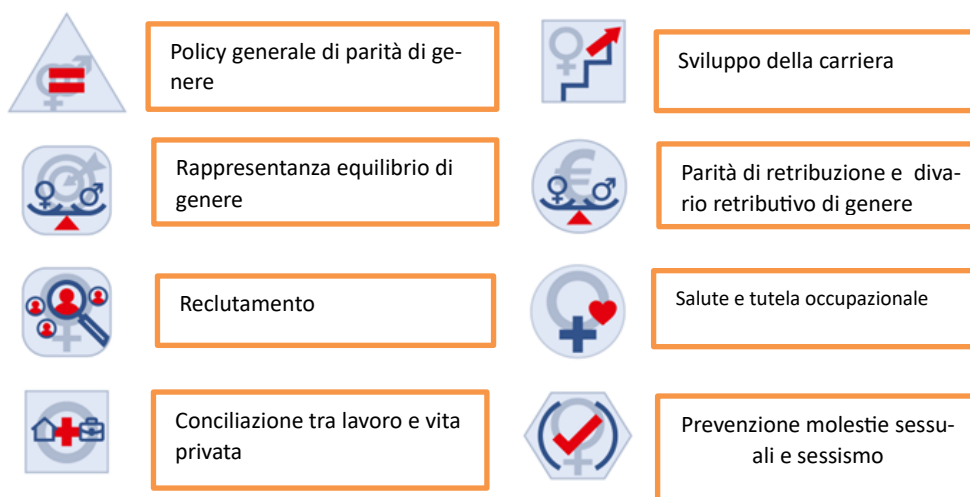 Policy generale di parità di ge-
nere
Sviluppo della carriera
Rappresentanza equilibrio di
genere
Parità di retribuzione e diva-
rio retributivo di genere
Reclutamento
Salute e tutela occupazionale
Conciliazione tra lavoro e vita
privata
Prevenzione molestie sessu-
ali e sessismo